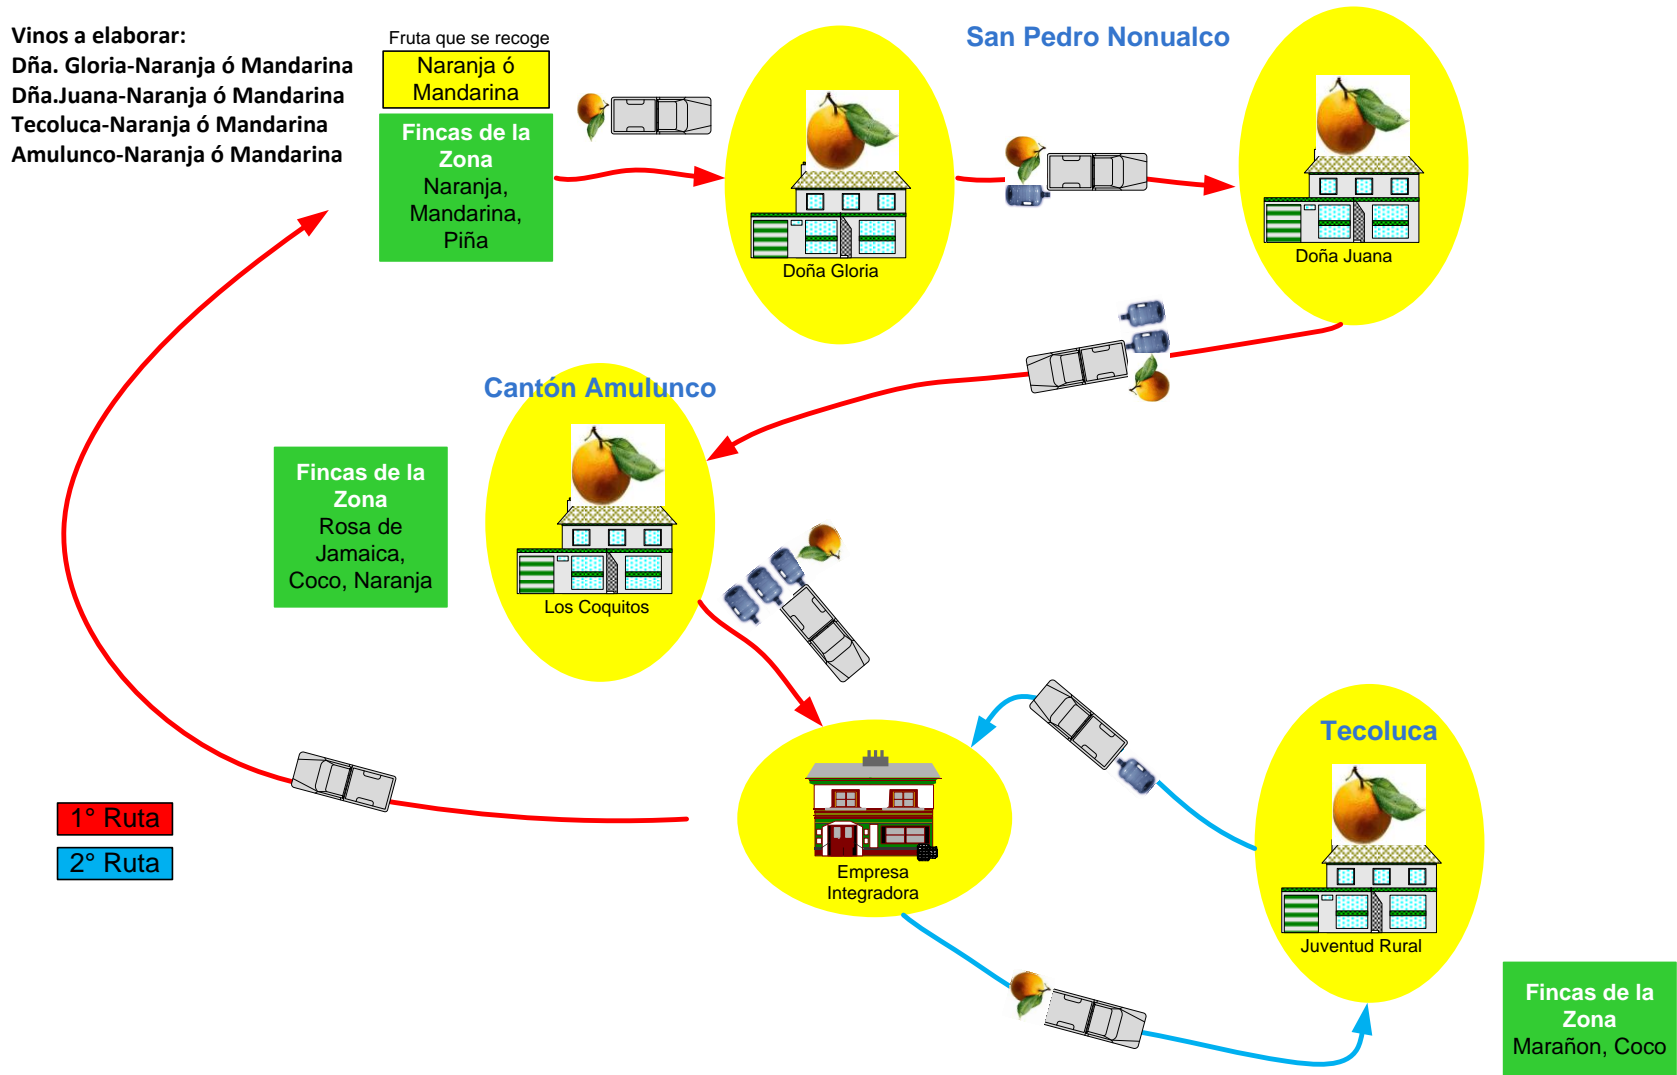 Vinos a elaborar:
Dña. Gloria-Naranja ó Mandarina
Dña.Juana-Naranja ó Mandarina
Tecoluca-Naranja ó Mandarina
Amulunco-Naranja ó Mandarina
Fruta que se recoge
Naranja ó
Mandarina
Fincas de la
Zona
Naranja,
Mandarina,
Piña
San Pedro Nonualco
Doña Gloria
Doña Juana
Cantón Amulunco
Fincas de la
Zona
Rosa de
Jamaica,
Coco, Naranja
Los Coquitos
Tecoluca
1° Ruta
2° Ruta
Empresa
Integradora
Juventud Rural
Fincas de la
Zona
Marañon, Coco